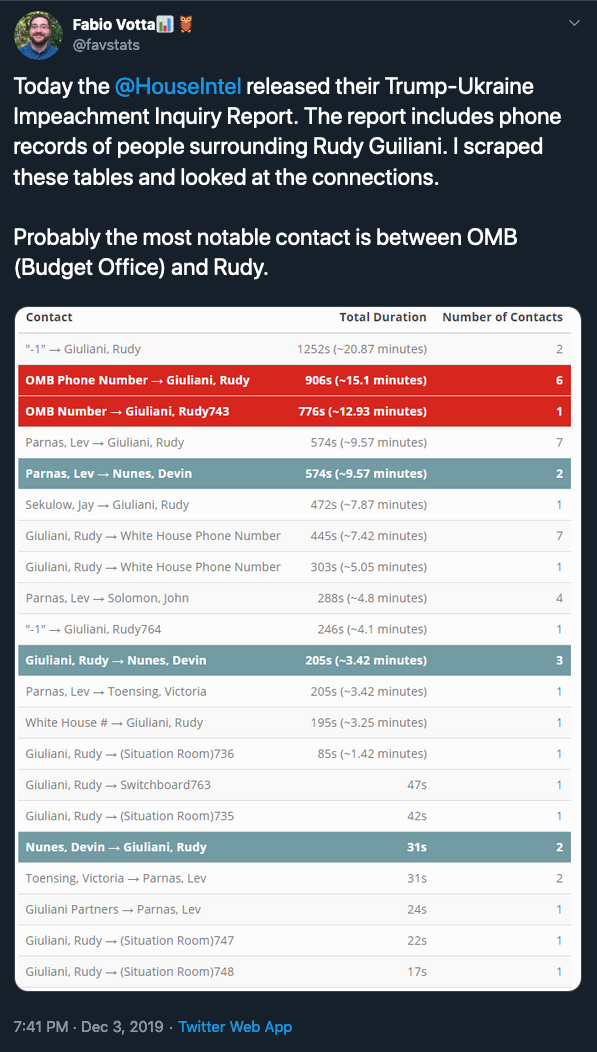 Fabio Votta📊 🦉
@favstats
Today the @HouseIntel released their Trump-Ukraine
Impeachment Inquiry Report. The report includes phone
records of people surrounding Rudy Guiliani. I scraped
these tables and looked at the connections.
Probably the most notable contact is between OMB
(Budget Office) and Rudy.
Contact Total Duration Number of Contacts
"-1" → Giuliani, Rudy 1252s (~20.87 minutes) 2
OMB Phone Number → Giuliani, Rudy 906s (~15.1 minutes) 6
OMB Number → Giuliani, Rudy743 776s (~12.93 minutes) 1
Parnas, Lev → Giuliani, Rudy 574s (~9.57 minutes) 7
Parnas, Lev → Nunes, Devin 574s (~9.57 minutes) 2
Sekulow, Jay → Giuliani, Rudy 472s (~7.87 minutes) 1
Giuliani, Rudy → White House Phone Number 445s (~7.42 minutes) 7
Giuliani, Rudy → White House Phone Number 303s (~5.05 minutes) 1
Parnas, Lev → Solomon, John 288s (~4.8 minutes) 4
"-1" → Giuliani, Rudy764 246s (~4.1 minutes) 1
Giuliani, Rudy → Nunes, Devin 205s (~3.42 minutes) 3
Parnas, Lev → Toensing, Victoria 205s (~3.42 minutes) 1
White House # → Giuliani, Rudy 195s (~3.25 minutes) 1
Giuliani, Rudy → (Situation Room)736 85s (~1.42 minutes) 1
Giuliani, Rudy → Switchboard763 47s 1
Giuliani, Rudy → (Situation Room)735 42s 1
Nunes, Devin → Giuliani, Rudy 31s 2
Toensing, Victoria → Parnas, Lev 31s 2
Giuliani Partners → Parnas, Lev 24s 1
Giuliani, Rudy → (Situation Room)747 22s 1
Giuliani, Rudy → (Situation Room)748 17s 1
7:41 PM · Dec 3, 2019 · Twitter Web App